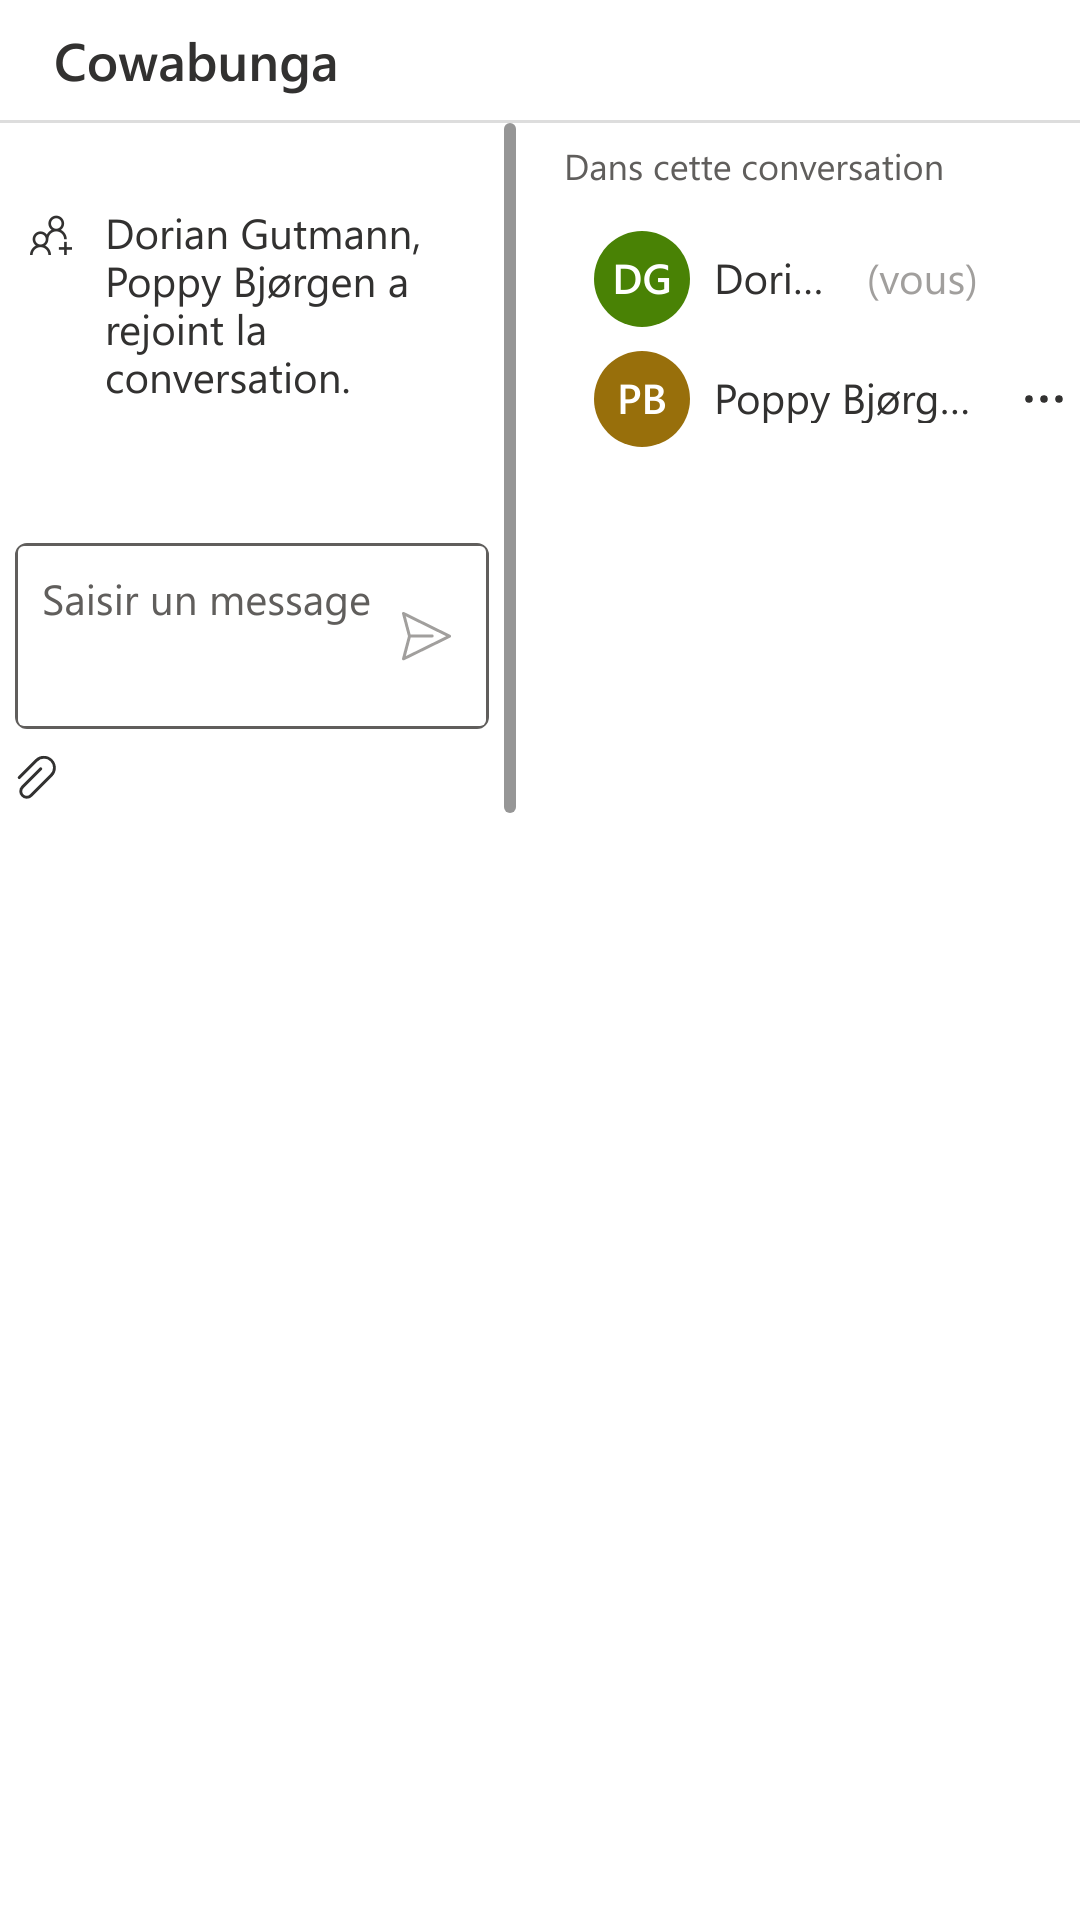 Cowabunga
Dorian Gutmann,
Poppy Bjørgen a
rejoint la
conversation.
Saisir un message
Dans cette conversation
DG Dori... (vous)
PB Poppy Bjørg...